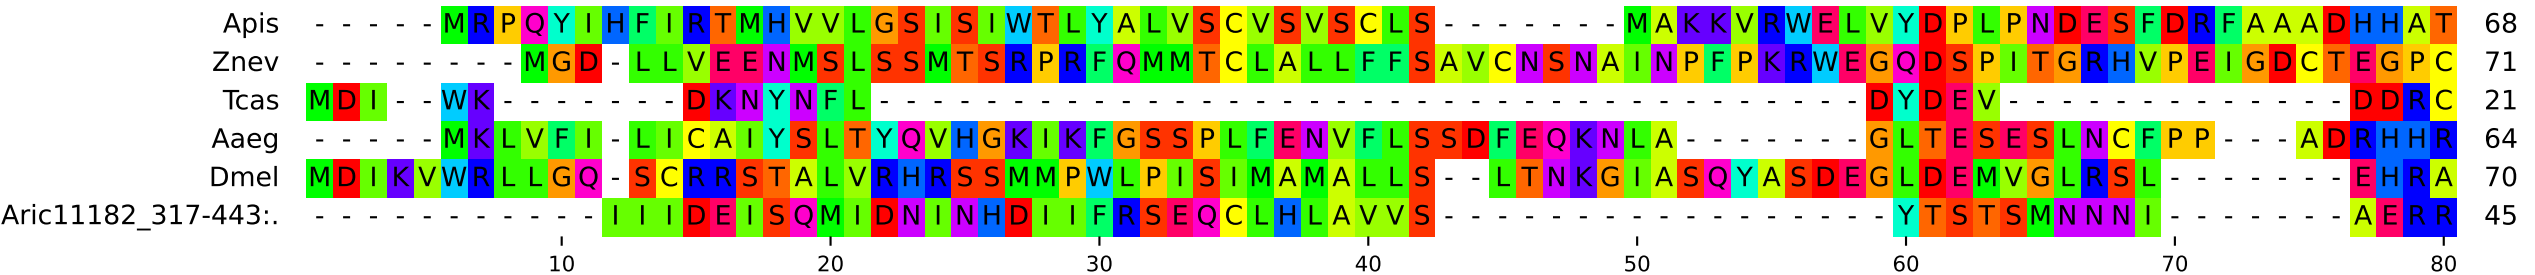 Apis - - - - - M R P Q Y I H F I R T M H V V L G S I S I W T L Y A L V S C V S V S C L S - - - - - - - M A K K V R W E L V Y D P L P N D E S F D R F A A A D H H A T 68
Znev - - - - - - - - M G D - L L V E E N M S L S S M T S R P R F Q M M T C L A L L F F S A V C N S N A I N P F P K R W E G Q D S P I T G R H V P E I G D C T E G P C 71
Tcas M D I - - W K - - - - - - - D K N Y N F L - - - - - - - - - - - - - - - - - - - - - - - - - - - - - - - - - - - - - D Y D E V - - - - - - - - - - - - - D D R C 21
Aaeg - - - - - M K L V F I - L I C A I Y S L T Y Q V H G K I K F G S S P L F E N V F L S S D F E Q K N L A - - - - - - - G L T E S E S L N C F P P - - - A D R H H R 64
Dmel M D I K V W R L L G Q - S C R R S T A L V R H R S S M M P W L P I S I M A M A L L S - - L T N K G I A S Q Y A S D E G L D E M V G L R S L - - - - - - - E H R A 70
Aric11182_317-443:. - - - - - - - - - - - I I I D E I S Q M I D N I N H D I I F R S E Q C L H L A V V S - - - - - - - - - - - - - - - - - Y T S T S M N N N I - - - - - - - A E R R 45
10 20 30 40 50 60 70 80